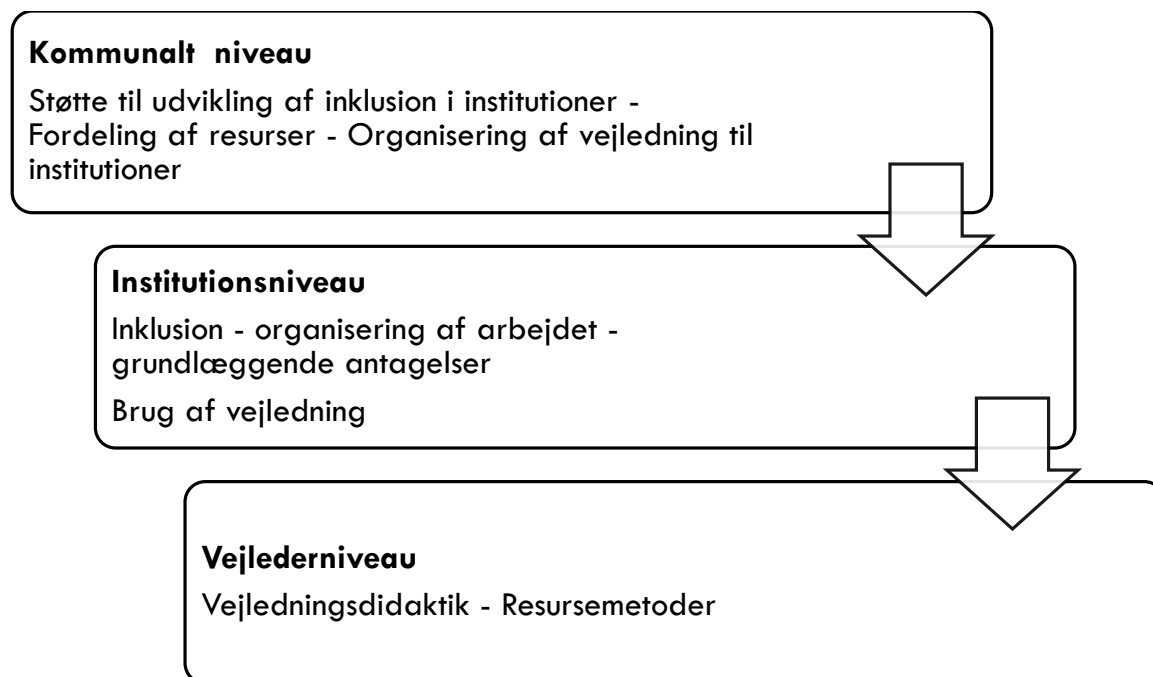 Kommunalt niveau
Støtte til udvikling af inklusion i institutioner -
Fordeling af resurser - Organisering af vejledning til
institutioner
Institutionsniveau
Inklusion - organisering af arbejdet -
grundlæggende antagelser
Brug af vejledning
Vejlederniveau
Vejledningsdidaktik - Resursemetoder